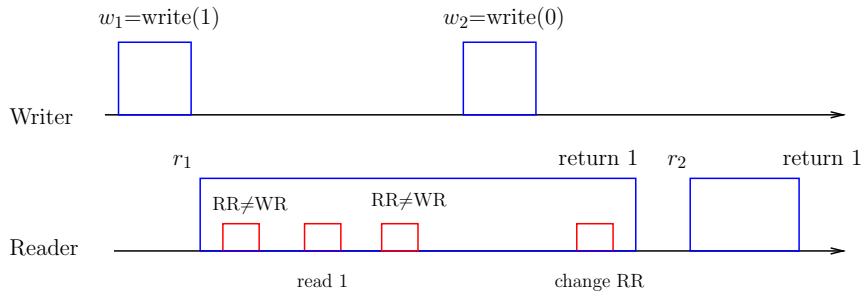 w₁=write(1) w₂=write(0)
Writer
r₁ return 1 r₂ return 1
RR≠WR RR≠WR
Reader
read 1 change RR